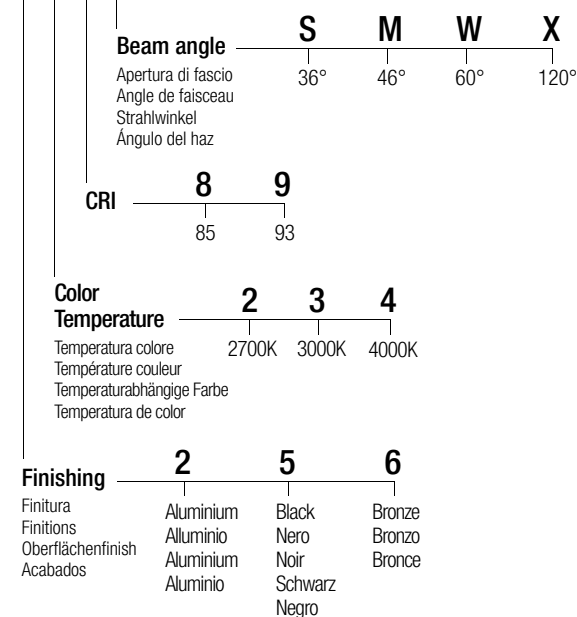 S M W X
Beam angle
36° 46° 60° 120°
Apertura di fascio
Angle de faisceau
Strahlwinkel
Ángulo del haz
8 9
CRI
85 93
Color
Temperature
2 3 4
2700K 3000K 4000K
Temperatura colore
Température couleur
Temperaturabhängige Farbe
Temperatura de color
2 5 6
Finishing
Finitura
Finitions
Oberflächenfinish
Acabados
Aluminium
Alluminio
Aluminium
Aluminio
Black
Nero
Noir
Schwarz
Negro
Bronze
Bronzo
Bronce